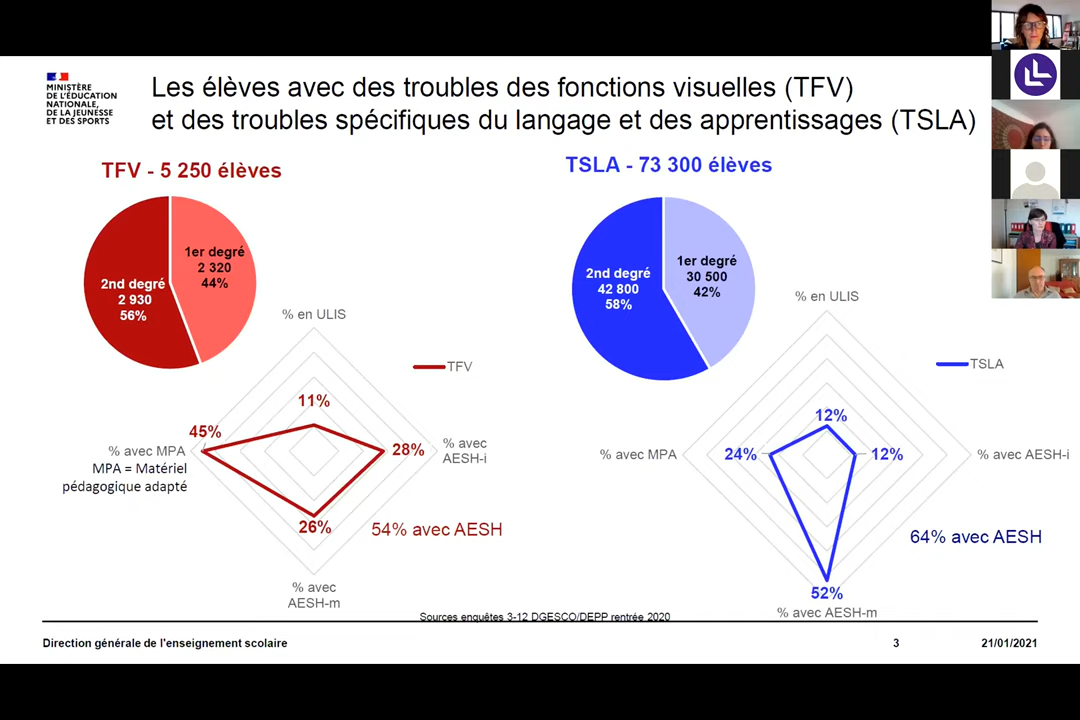 MINISTÈRE
DE L'ÉDUCATION
NATIONALE,
DE LA JEUNESSE
ET DES SPORTS
Les élèves avec des troubles des fonctions visuelles (TFV)
et des troubles spécifiques du langage et des apprentissages (TSLA)
TFV - 5 250 élèves
1er degré
2 320
44%
2nd degré
2 930
56%
% en ULIS
TFV
11%
45%
% avec MPA
MPA = Matériel
pédagogique adapté
28%
% avec
AESH-i
26%
54% avec AESH
% avec
AESH-m
TSLA - 73 300 élèves
2nd degré
42 800
58%
1er degré
30 500
42%
% en ULIS
TSLA
12%
% avec MPA
24%
12%
% avec AESH-i
64% avec AESH
52%
% avec AESH-m
Sources enquêtes 3-12 DGESCO/DEPP rentrée 2020
Direction générale de l'enseignement scolaire
3
21/01/2021